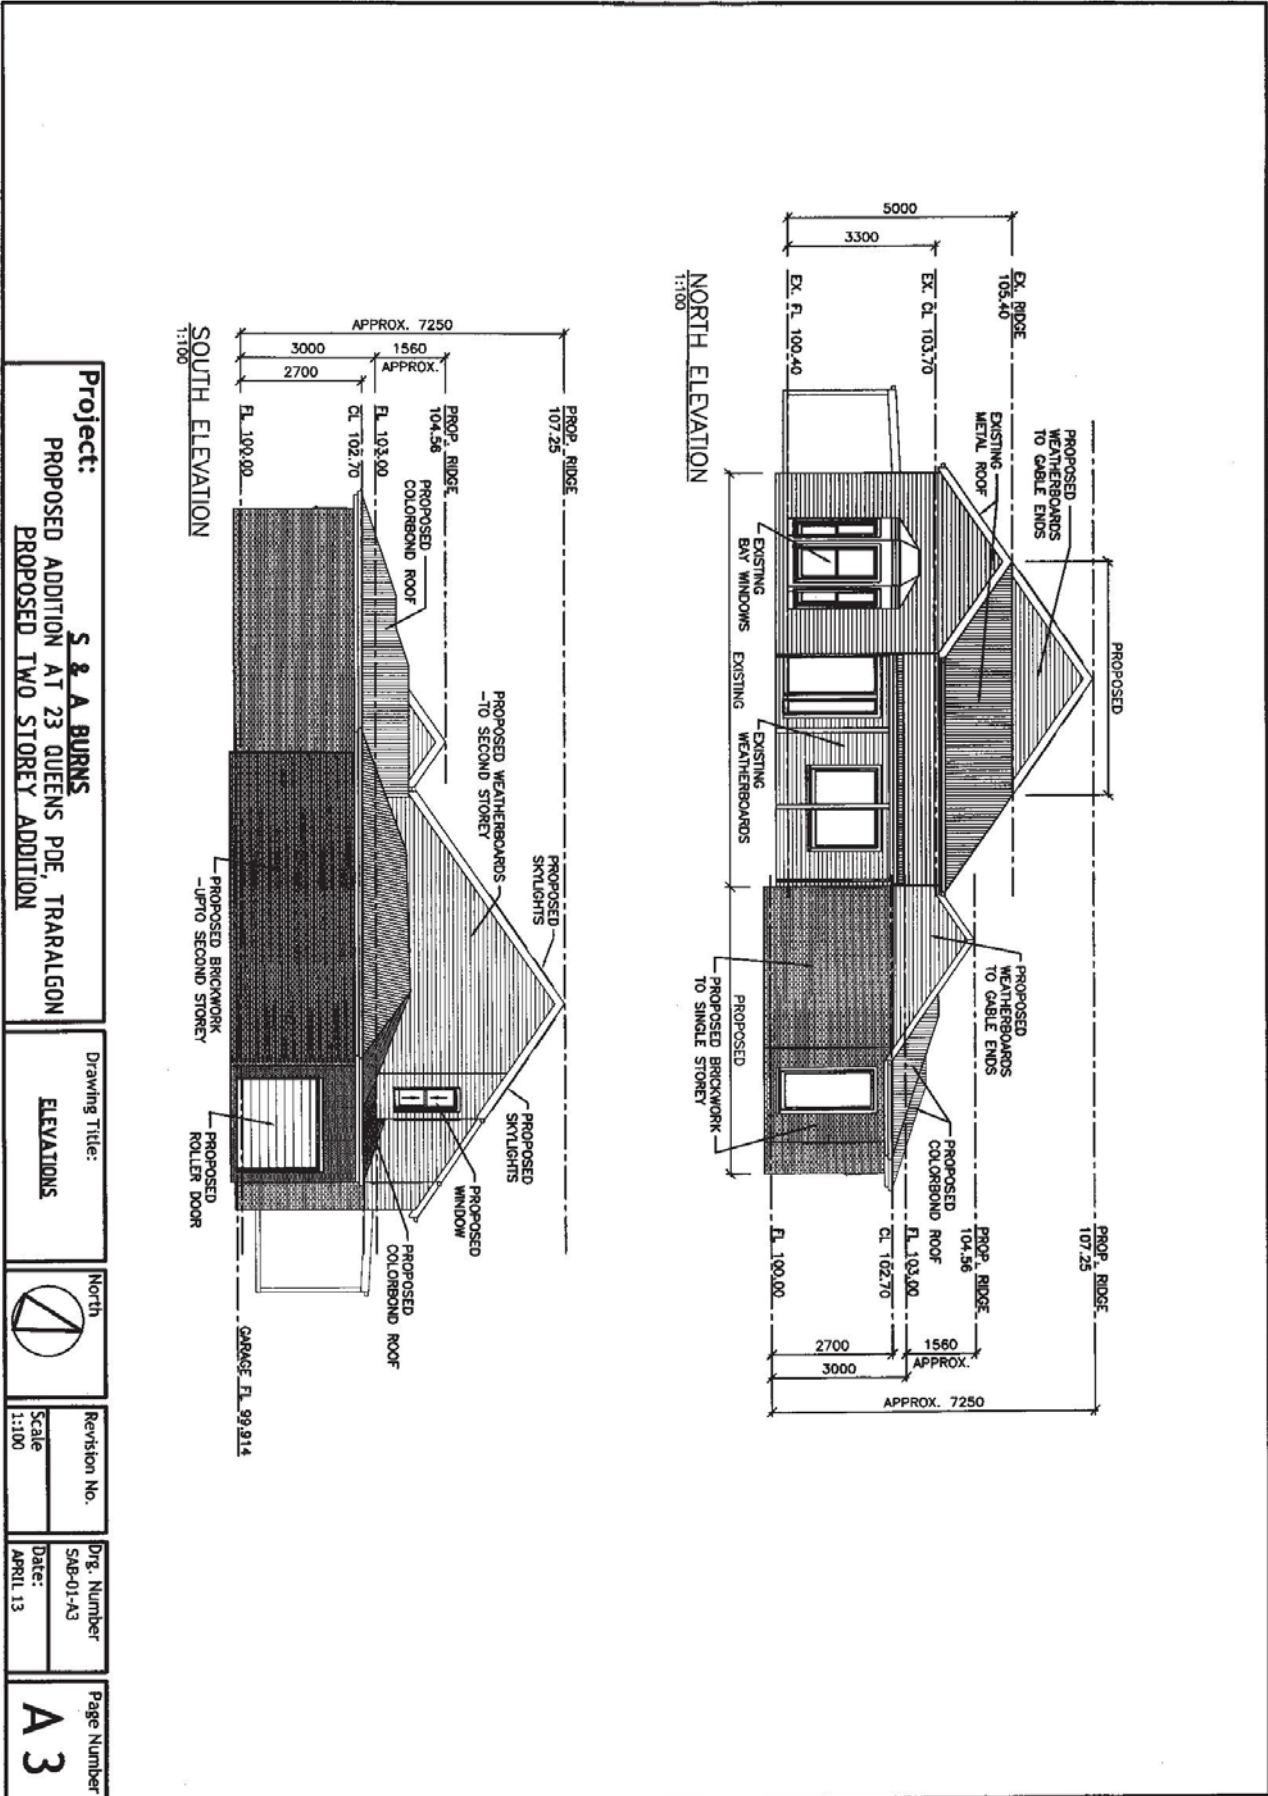 5000
3300
EX. RIDGE
105.40
EX. CL 103.70
EX. FL 100.40
PROPOSED
WEATHERBOARDS
TO GABLE ENDS
EXISTING
METAL ROOF
EXISTING
BAY WINDOWS
EXISTING
WEATHERBOARDS
EXISTING
PROPOSED
PROPOSED
PROPOSED BRICKWORK
TO SINGLE STOREY
PROPOSED
WEATHERBOARDS
TO GABLE ENDS
PROPOSED
COLORBOND ROOF
PROP. RIDGE
107.25
PROP. RIDGE
104.56
FL 103.00
CL 102.70
FL 100.00
2700
3000
1560
APPROX.
APPROX. 7250
NORTH ELEVATION
1:100
APPROX. 7250
3000
1560
APPROX.
2700
PROP. RIDGE
107.25
PROP. RIDGE
104.56
FL 103.00
CL 102.70
FL 100.00
PROPOSED
COLORBOND ROOF
PROPOSED WEATHERBOARDS
-TO SECOND STOREY
PROPOSED
SKYLIGHTS
PROPOSED
SKYLIGHTS
PROPOSED
WINDOW
PROPOSED
COLORBOND ROOF
PROPOSED BRICKWORK
-UPTO SECOND STOREY
PROPOSED
ROLLER DOOR
GARAGE FL 99.914
SOUTH ELEVATION
1:100
Project:
S & A BURNS
PROPOSED ADDITION AT 23 QUEENS PDE, TRARALGON
PROPOSED TWO STOREY ADDITION
Drawing Title:
ELEVATIONS
North
Revision No.
Scale
1:100
Drg. Number
SAB-01-A3
Date:
APRIL 13
Page Number
A 3